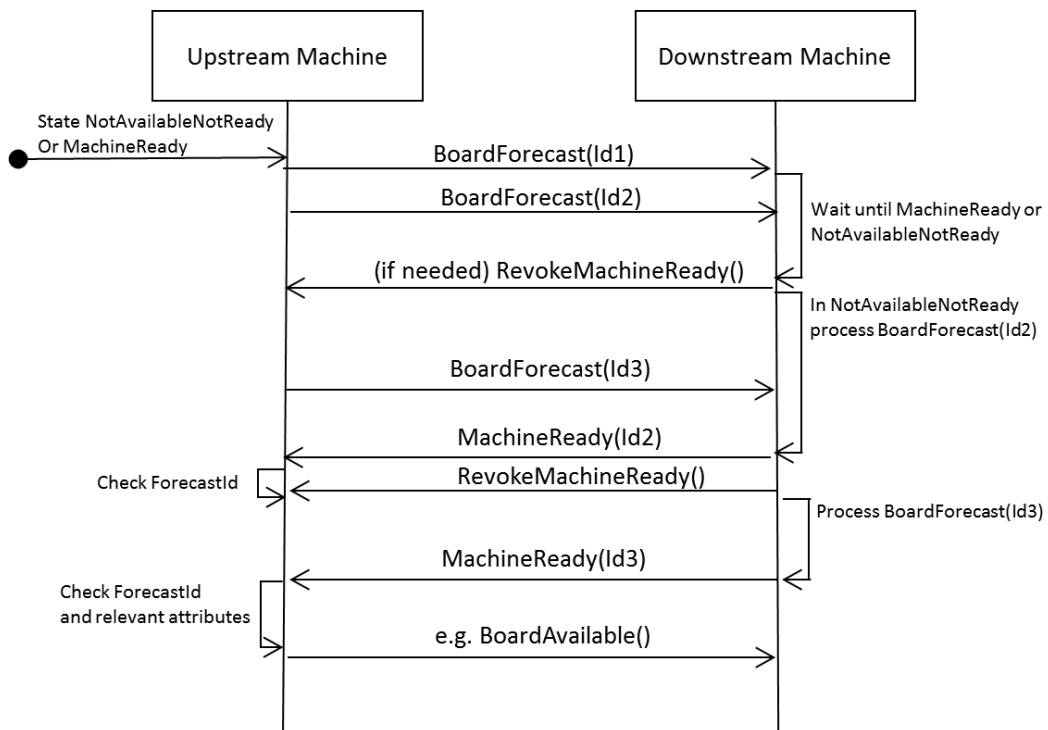 Upstream Machine
Downstream Machine
State NotAvailableNotReady
Or MachineReady
BoardForecast(Id1)
BoardForecast(Id2)
Wait until MachineReady or
NotAvailableNotReady
(if needed) RevokeMachineReady()
In NotAvailableNotReady
process BoardForecast(Id2)
BoardForecast(Id3)
MachineReady(Id2)
Check ForecastId
RevokeMachineReady()
Process BoardForecast(Id3)
MachineReady(Id3)
Check ForecastId
and relevant attributes
e.g. BoardAvailable()